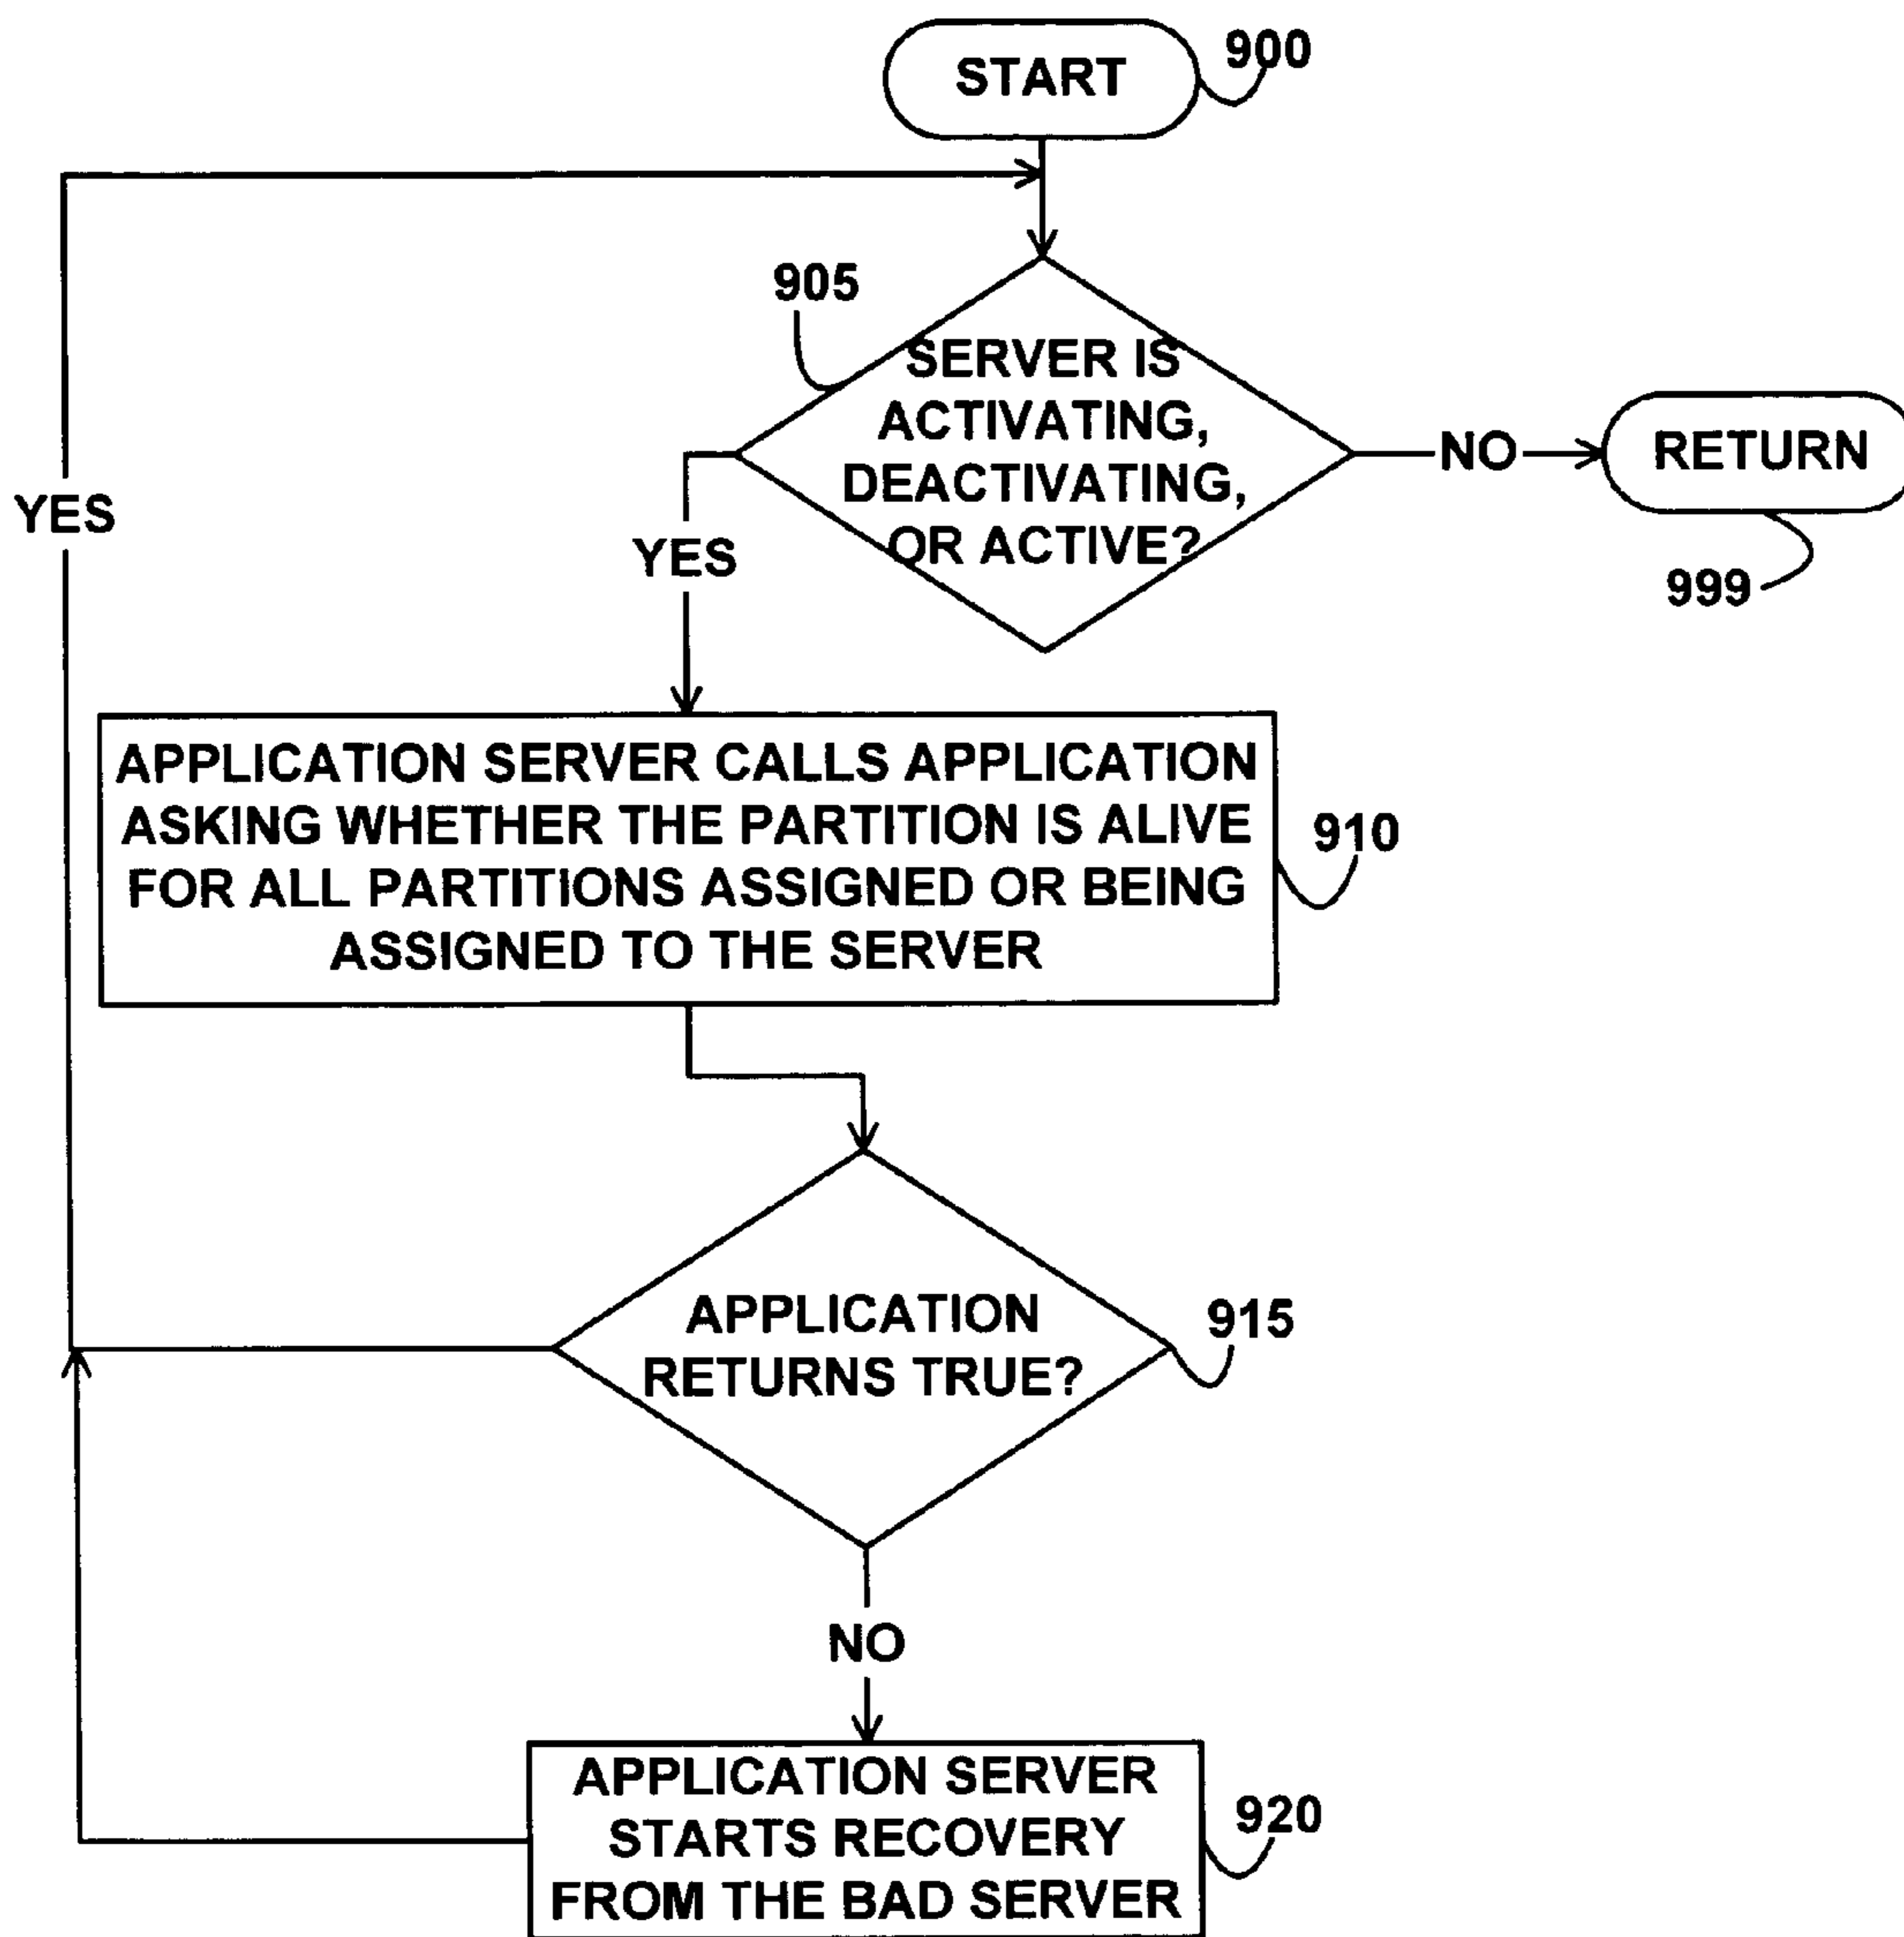 START
900
905
SERVER IS
ACTIVATING,
DEACTIVATING,
OR ACTIVE?
NO
RETURN
999
YES
YES
APPLICATION SERVER CALLS APPLICATION
ASKING WHETHER THE PARTITION IS ALIVE
FOR ALL PARTITIONS ASSIGNED OR BEING
ASSIGNED TO THE SERVER
910
APPLICATION
RETURNS TRUE?
915
NO
APPLICATION SERVER
STARTS RECOVERY
FROM THE BAD SERVER
920